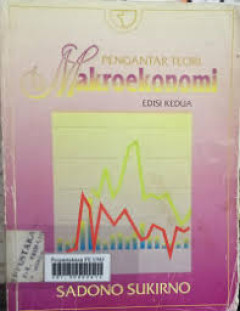 PENGANTAR TEORI
Makroekonomi
EDISI KEDUA
SADONO SUKIRNO